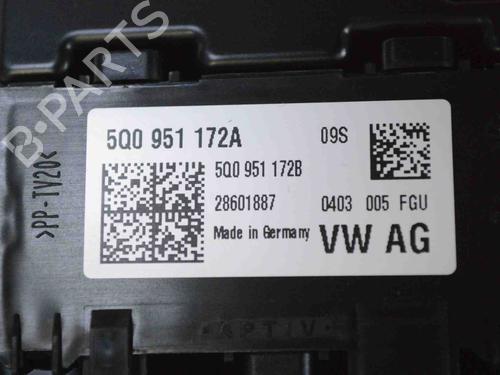 B-PARTS
5Q0 951 172A 09S
5Q0 951 172B
28601887 0403 005 FGU
Made in Germany VW AG
>PP-TV20<
APTIV